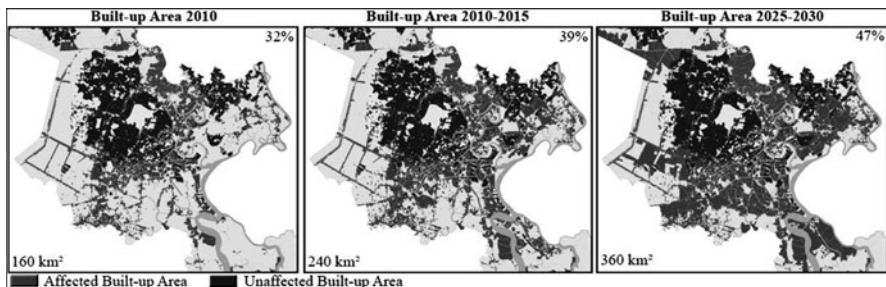 Built-up Area 2010
Built-up Area 2010-2015
Built-up Area 2025-2030
32%
39%
47%
160 km²
240 km²
360 km²
Affected Built-up Area
Unaffected Built-up Area